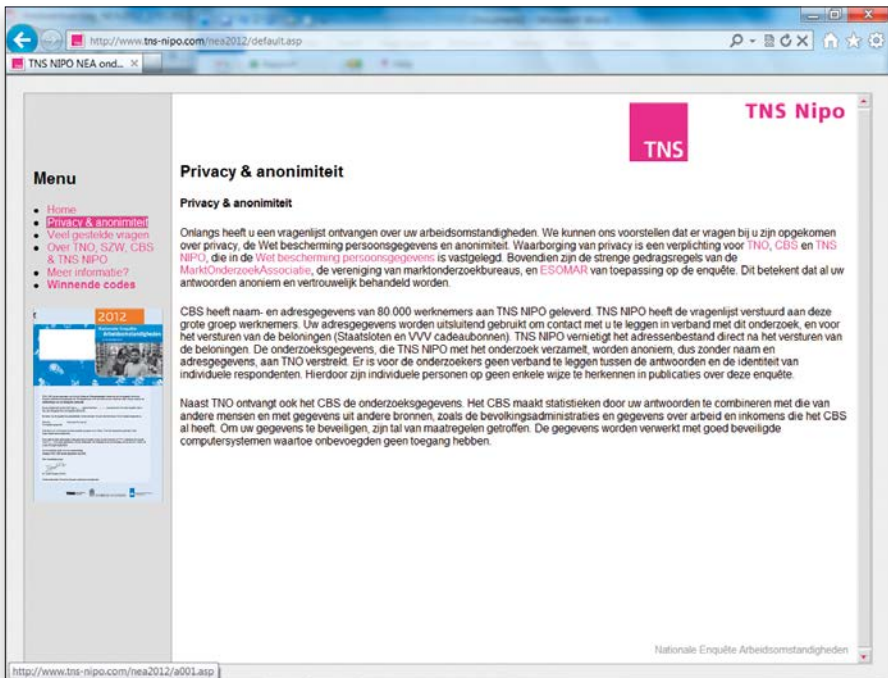 http://www.tns-nipo.com/nea2012/default.asp
TNS NIPO NEA ond...
TNS Nipo
TNS
Menu
Home
Privacy & anonimiteit
Veel gestelde vragen
Over TNO, SZW, CBS
& TNS NIPO
Meer informatie?
Winnende codes
2012
Nationale Enquête
Arbeidsomstandigheden
Privacy & anonimiteit
Privacy & anonimiteit
Onlangs heeft u een vragenlijst ontvangen over uw arbeidsomstandigheden. We kunnen ons voorstellen dat er vragen bij u zijn opgekomen
over privacy, de Wet bescherming persoonsgegevens en anonimiteit. Waarborging van privacy is een verplichting voor TNO, CBS en TNS
NIPO, die in de Wet bescherming persoonsgegevens is vastgelegd. Bovendien zijn de strenge gedragsregels van de
MarktOnderzoekAssociatie, de vereniging van marktonderzoekbureaus, en ESOMAR van toepassing op de enquête. Dit betekent dat al uw
antwoorden anoniem en vertrouwelijk behandeld worden.
CBS heeft naam- en adresgegevens van 80.000 werknemers aan TNS NIPO geleverd. TNS NIPO heeft de vragenlijst verstuurd aan deze
grote groep werknemers. Uw adresgegevens worden uitsluitend gebruikt om contact met u te leggen in verband met dit onderzoek, en voor
het versturen van de beloningen (Staatsloten en VVV cadeaubonnen). TNS NIPO vernietigt het adressenbestand direct na het versturen van
de beloningen. De onderzoeksgegevens, die TNS NIPO met het onderzoek verzamelt, worden anoniem, dus zonder naam en
adresgegevens, aan TNO verstrekt. Er is voor de onderzoekers geen verband te leggen tussen de antwoorden en de identiteit van
individuele respondenten. Hierdoor zijn individuele personen op geen enkele wijze te herkennen in publicaties over deze enquête.
Naast TNO ontvangt ook het CBS de onderzoeksgegevens. Het CBS maakt statistieken door uw antwoorden te combineren met die van
andere mensen en met gegevens uit andere bronnen, zoals de bevolkingsadministraties en gegevens over arbeid en inkomens die het CBS
al heeft. Om uw gegevens te beveiligen, zijn tal van maatregelen getroffen. De gegevens worden verwerkt met goed beveiligde
computersystemen waartoe onbevoegden geen toegang hebben.
Nationale Enquête Arbeidsomstandigheden
http://www.tns-nipo.com/nea2012/a001.asp